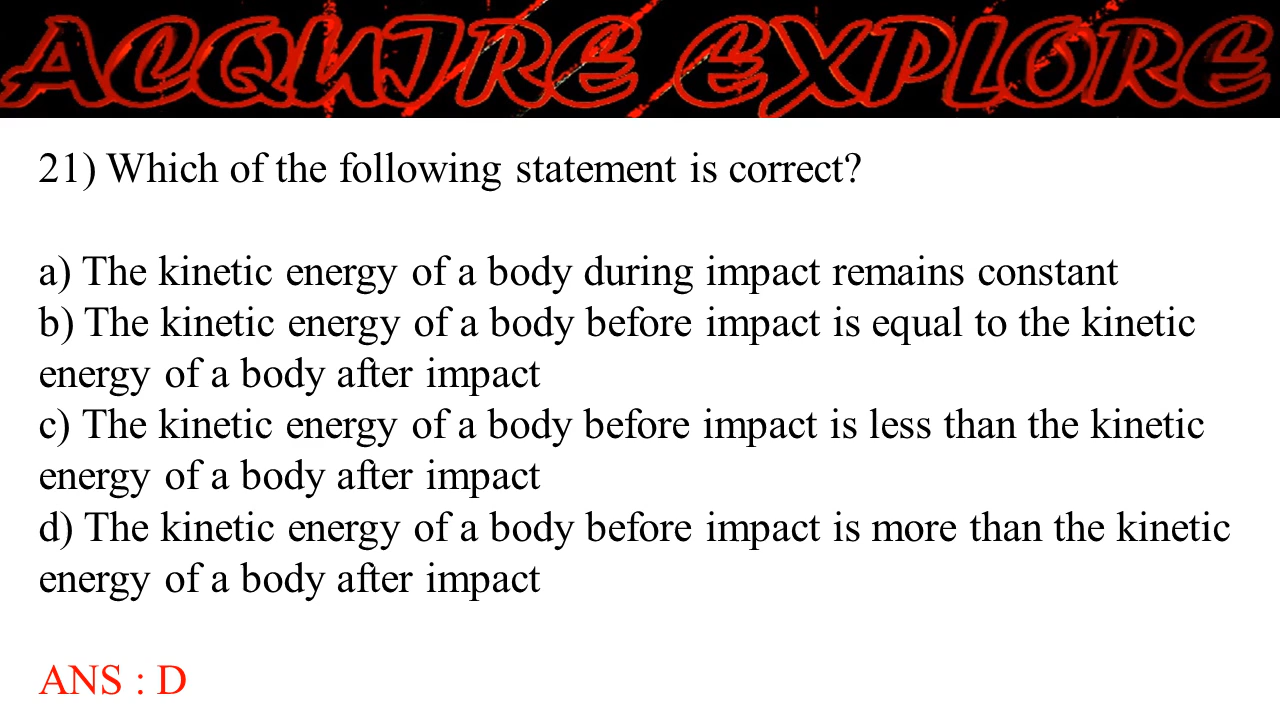 ACQUIRE EXPLORE
21) Which of the following statement is correct?
a) The kinetic energy of a body during impact remains constant
b) The kinetic energy of a body before impact is equal to the kinetic
energy of a body after impact
c) The kinetic energy of a body before impact is less than the kinetic
energy of a body after impact
d) The kinetic energy of a body before impact is more than the kinetic
energy of a body after impact
ANS : D